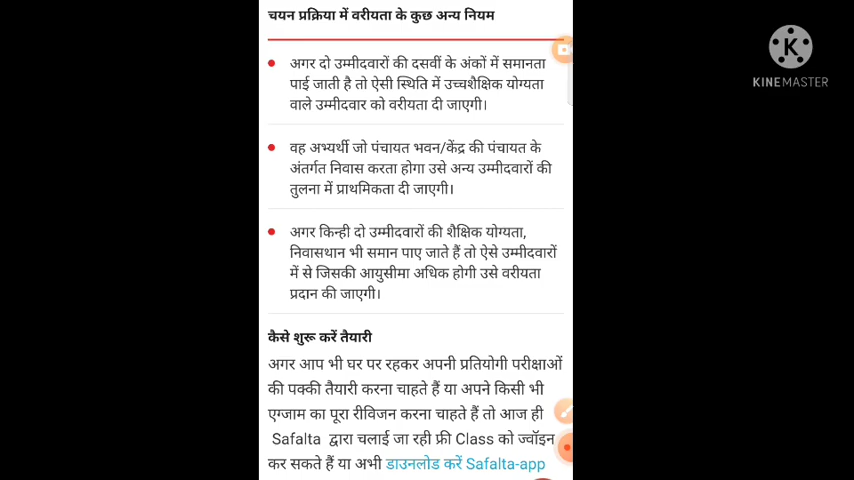 चयन प्रक्रिया में वरीयता के कुछ अन्य नियम
अगर दो उम्मीदवारों की दसवीं के अंकों में समानता
पाई जाती है तो ऐसी स्थिति में उच्चशैक्षिक योग्यता
वाले उम्मीदवार को वरीयता दी जाएगी।
वह अभ्यर्थी जो पंचायत भवन/केंद्र की पंचायत के
अंतर्गत निवास करता होगा उसे अन्य उम्मीदवारों की
तुलना में प्राथमिकता दी जाएगी।
अगर किन्ही दो उम्मीदवारों की शैक्षिक योग्यता,
निवासथान भी समान पाए जाते हैं तो ऐसे उम्मीदवारों
में से जिसकी आयुसीमा अधिक होगी उसे वरीयता
प्रदान की जाएगी।
कैसे शुरू करें तैयारी
अगर आप भी घर पर रहकर अपनी प्रतियोगी परीक्षाओं
की पक्की तैयारी करना चाहते हैं या अपने किसी भी
एग्जाम का पूरा रीविजन करना चाहते हैं तो आज ही
Safalta द्वारा चलाई जा रही फ्री Class को ज्वॉइन
कर सकते हैं या अभी डाउनलोड करें Safalta-app
K
KINEMASTER